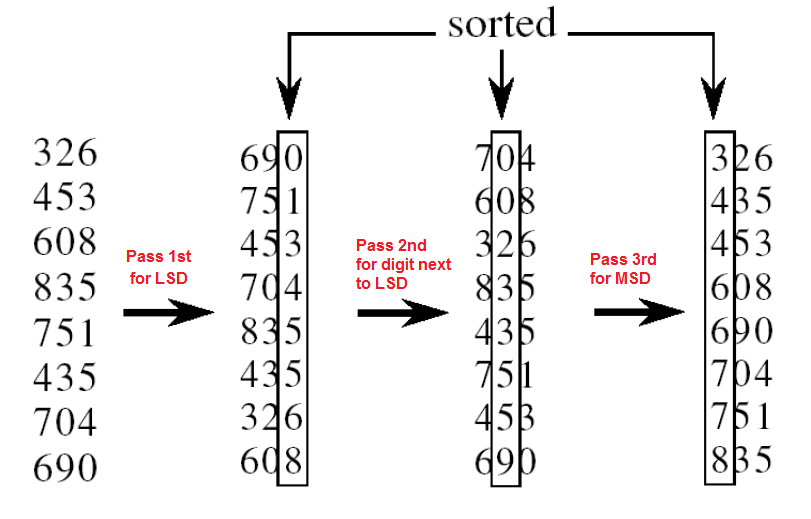 sorted
326 690 704 326
453 751 608 435
608 453 326 453
Pass 1st
for LSD
Pass 2nd
for digit next
to LSD
Pass 3rd
for MSD
835 704 835 608
751 835 435 690
435 435 751 704
704 326 453 751
690 608 690 835